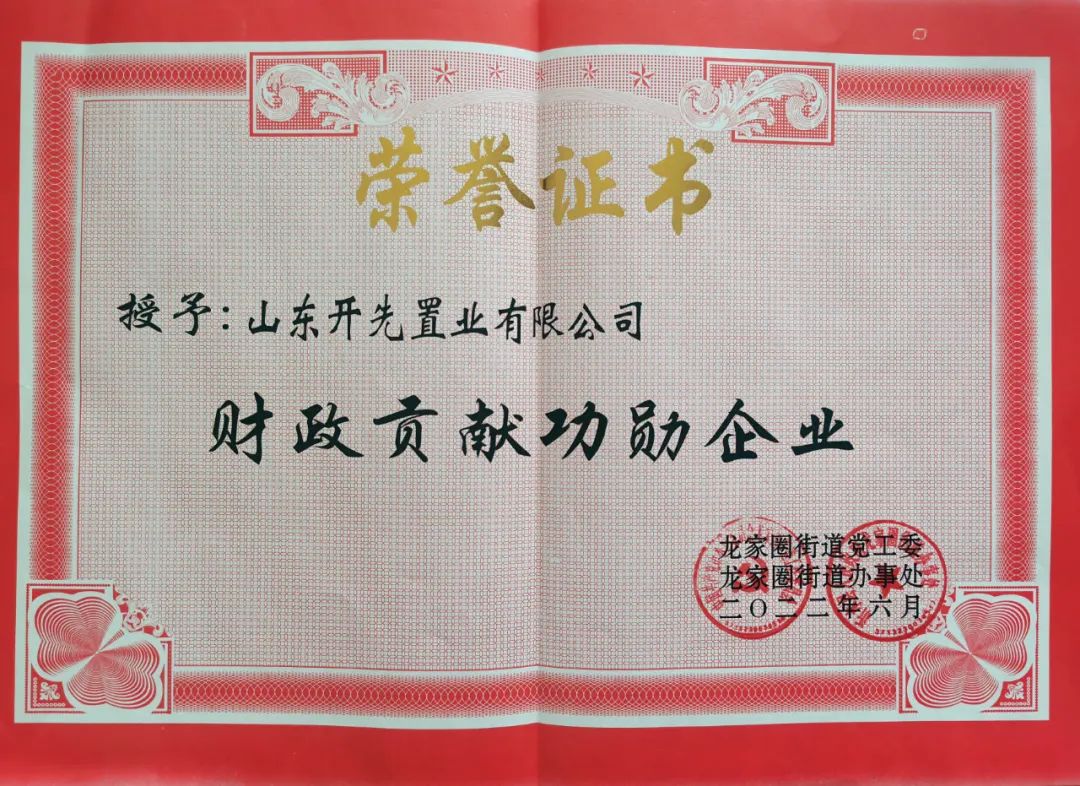 荣誉证书
授予：山东开先置业有限公司
财政贡献功勋企业
龙家圈街道党工委
龙家圈街道办事处
二〇二二年六月